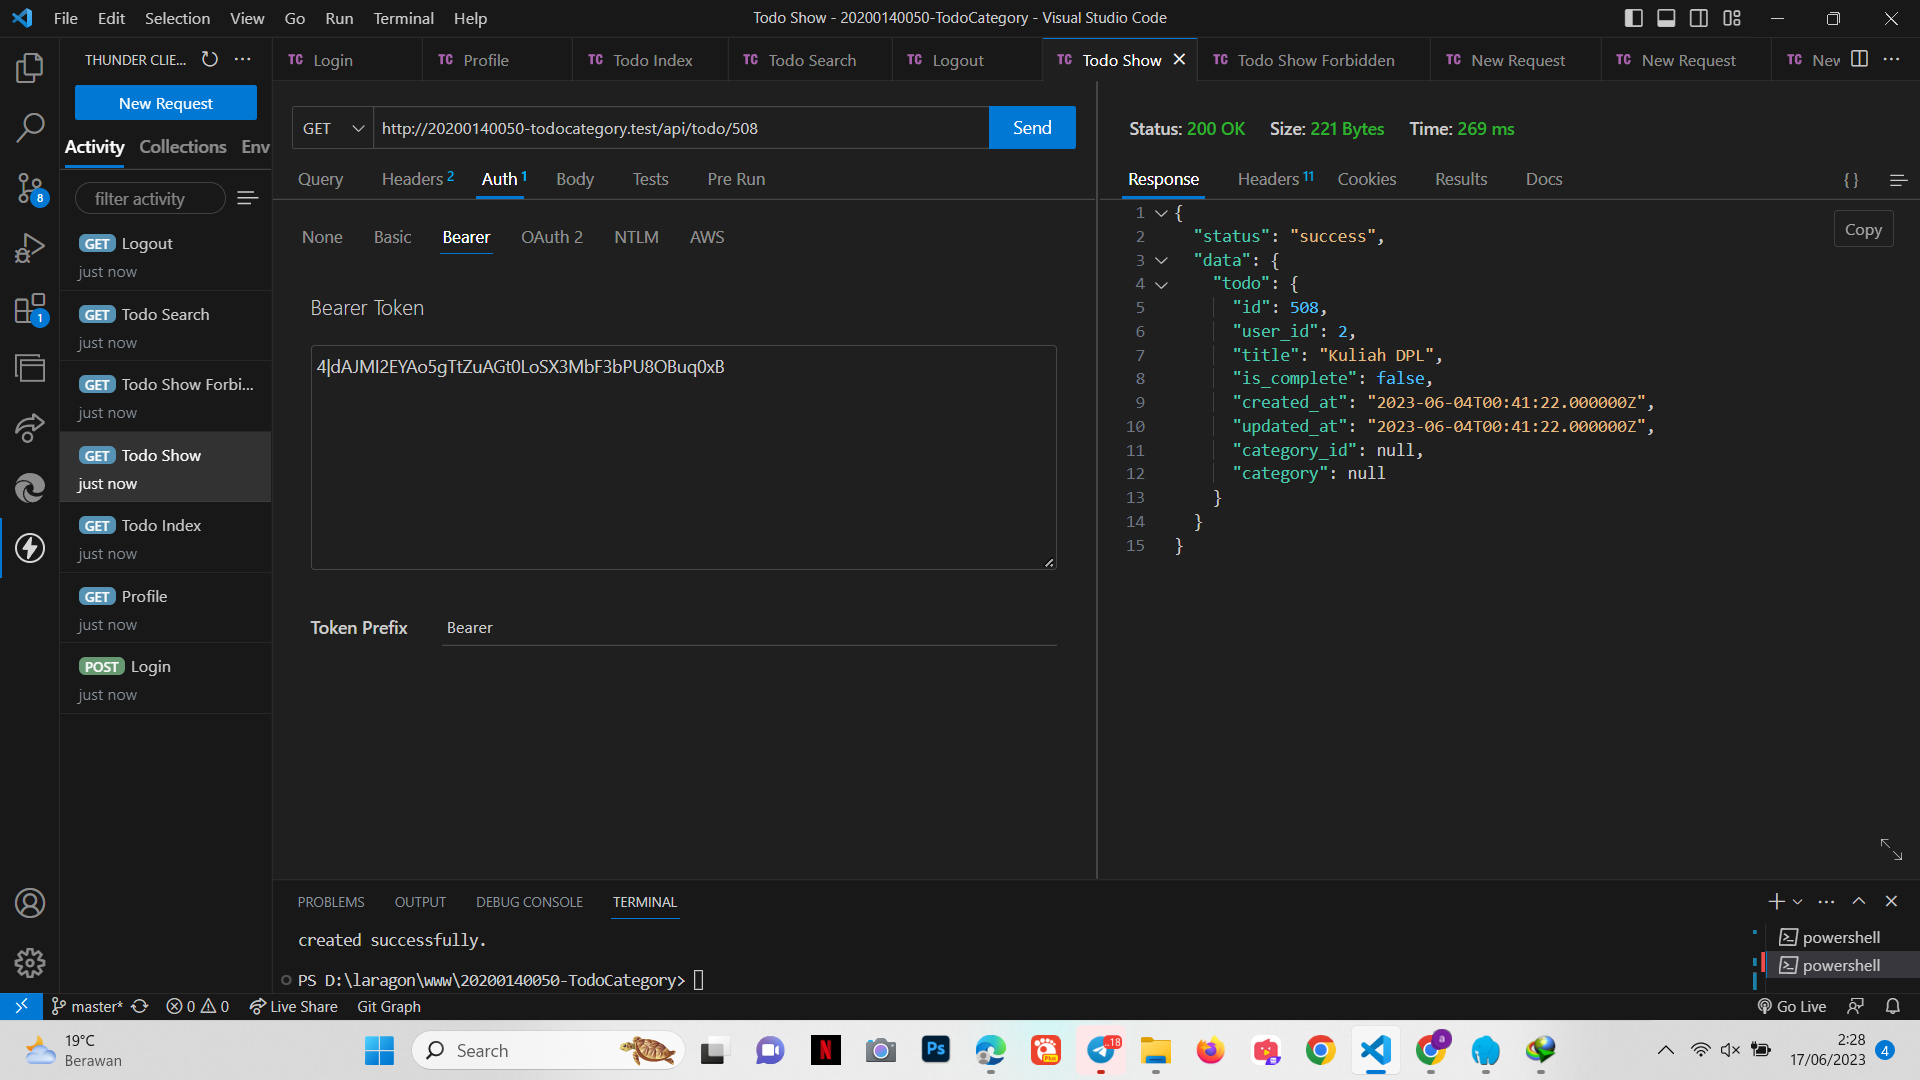 File Edit Selection View Go Run Terminal Help
Todo Show - 20200140050-TodoCategory - Visual Studio Code
THUNDER CLIE...
TC Login
TC Profile
TC Todo Index
TC Todo Search
TC Logout
TC Todo Show
TC Todo Show Forbidden
TC New Request
TC New Request
TC New
New Request
Activity Collections Env
filter activity
GET Logout
just now
GET Todo Search
just now
GET Todo Show Forbi...
just now
GET Todo Show
just now
GET Todo Index
just now
GET Profile
just now
POST Login
just now
8
1
GET http://20200140050-todocategory.test/api/todo/508 Send
Query Headers 2 Auth 1 Body Tests Pre Run
None Basic Bearer OAuth 2 NTLM AWS
Bearer Token
4|dAJMI2EYAo5gTtZuAGt0LoSX3MbF3bPU8OBuq0xB
Token Prefix Bearer
Status: 200 OK Size: 221 Bytes Time: 269 ms
Response Headers 11 Cookies Results Docs { }
Copy
1 {
2 "status": "success",
3 "data": {
4 "todo": {
5 "id": 508,
6 "user_id": 2,
7 "title": "Kuliah DPL",
8 "is_complete": false,
9 "created_at": "2023-06-04T00:41:22.000000Z",
10 "updated_at": "2023-06-04T00:41:22.000000Z",
11 "category_id": null,
12 "category": null
13 }
14 }
15 }
PROBLEMS OUTPUT DEBUG CONSOLE TERMINAL
created successfully.
PS D:\laragon\www\20200140050-TodoCategory>
powershell
powershell
master* 0 0 Live Share Git Graph
Go Live
19°C
Berawan
Search
N
Ps
Plus
18
a
2:28
17/06/2023
4